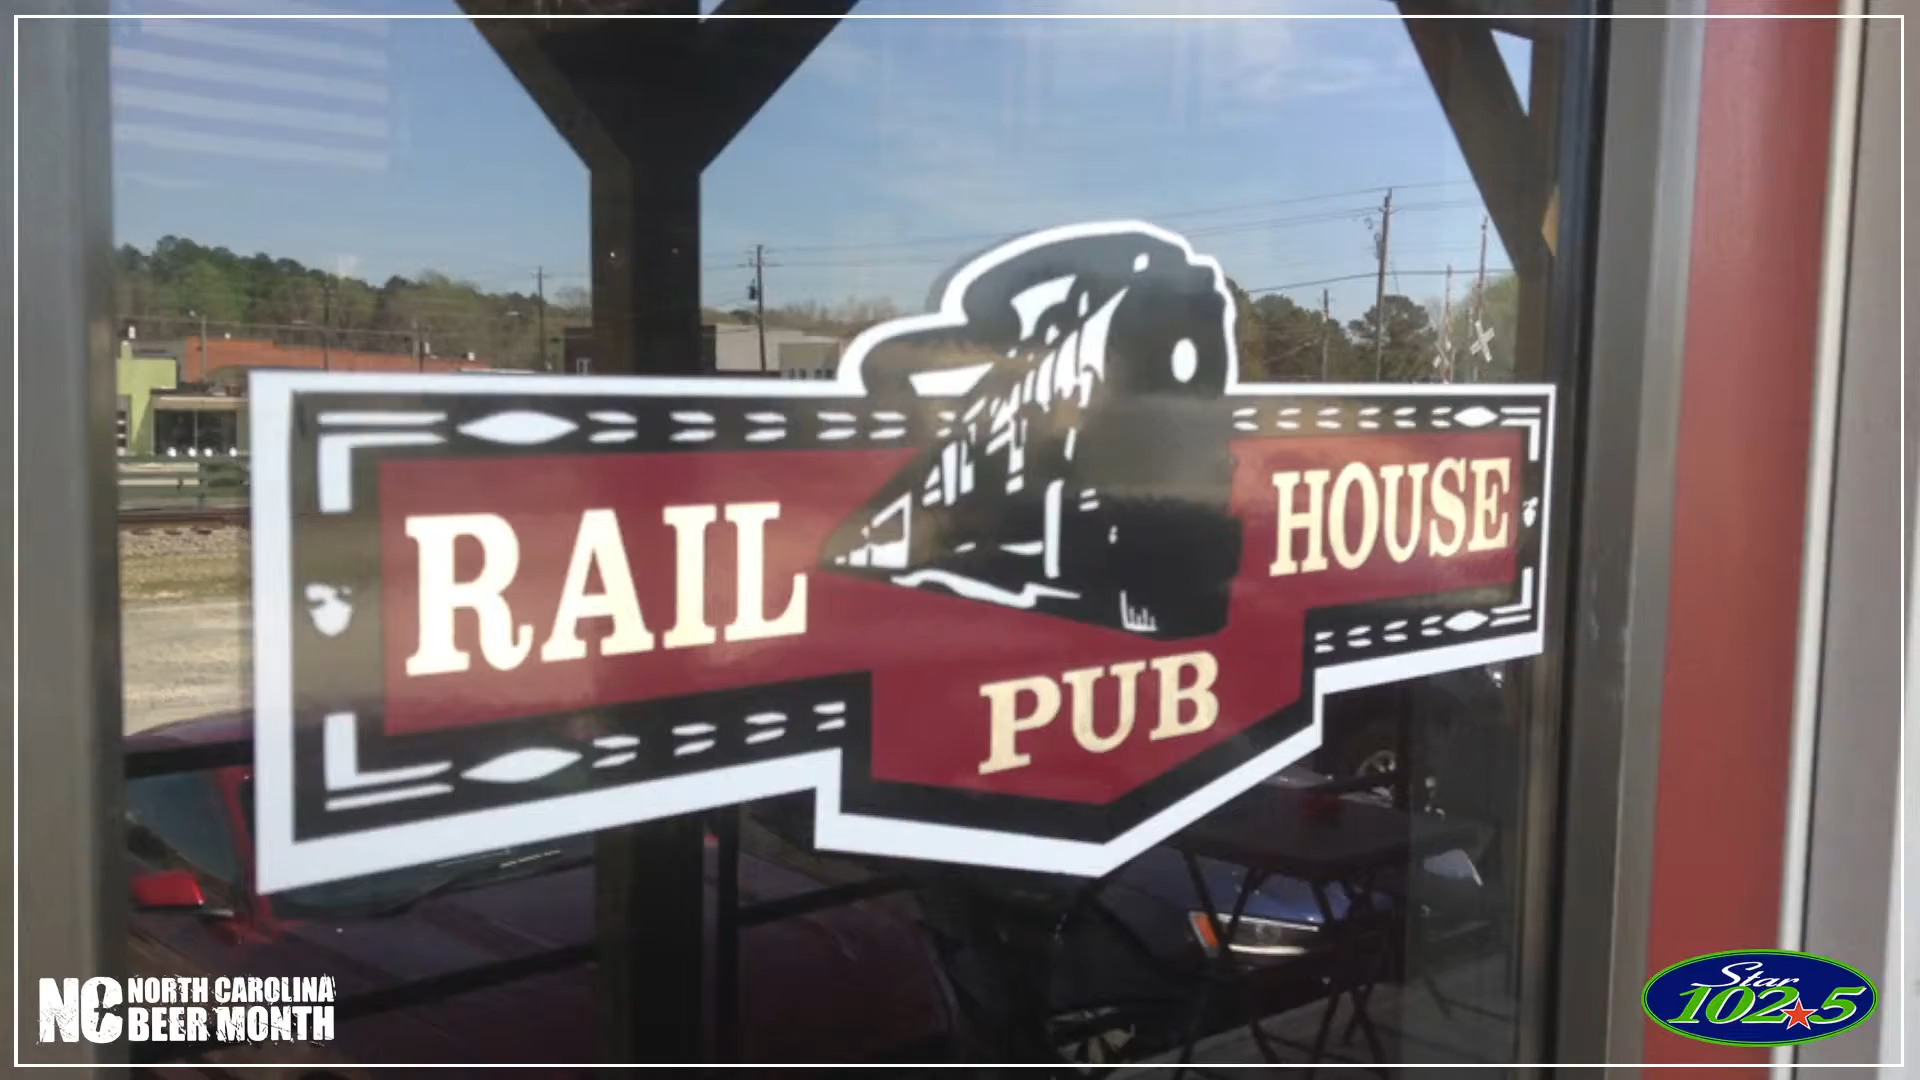 RAIL HOUSE
PUB
NC NORTH CAROLINA
BEER MONTH
Star
102.5